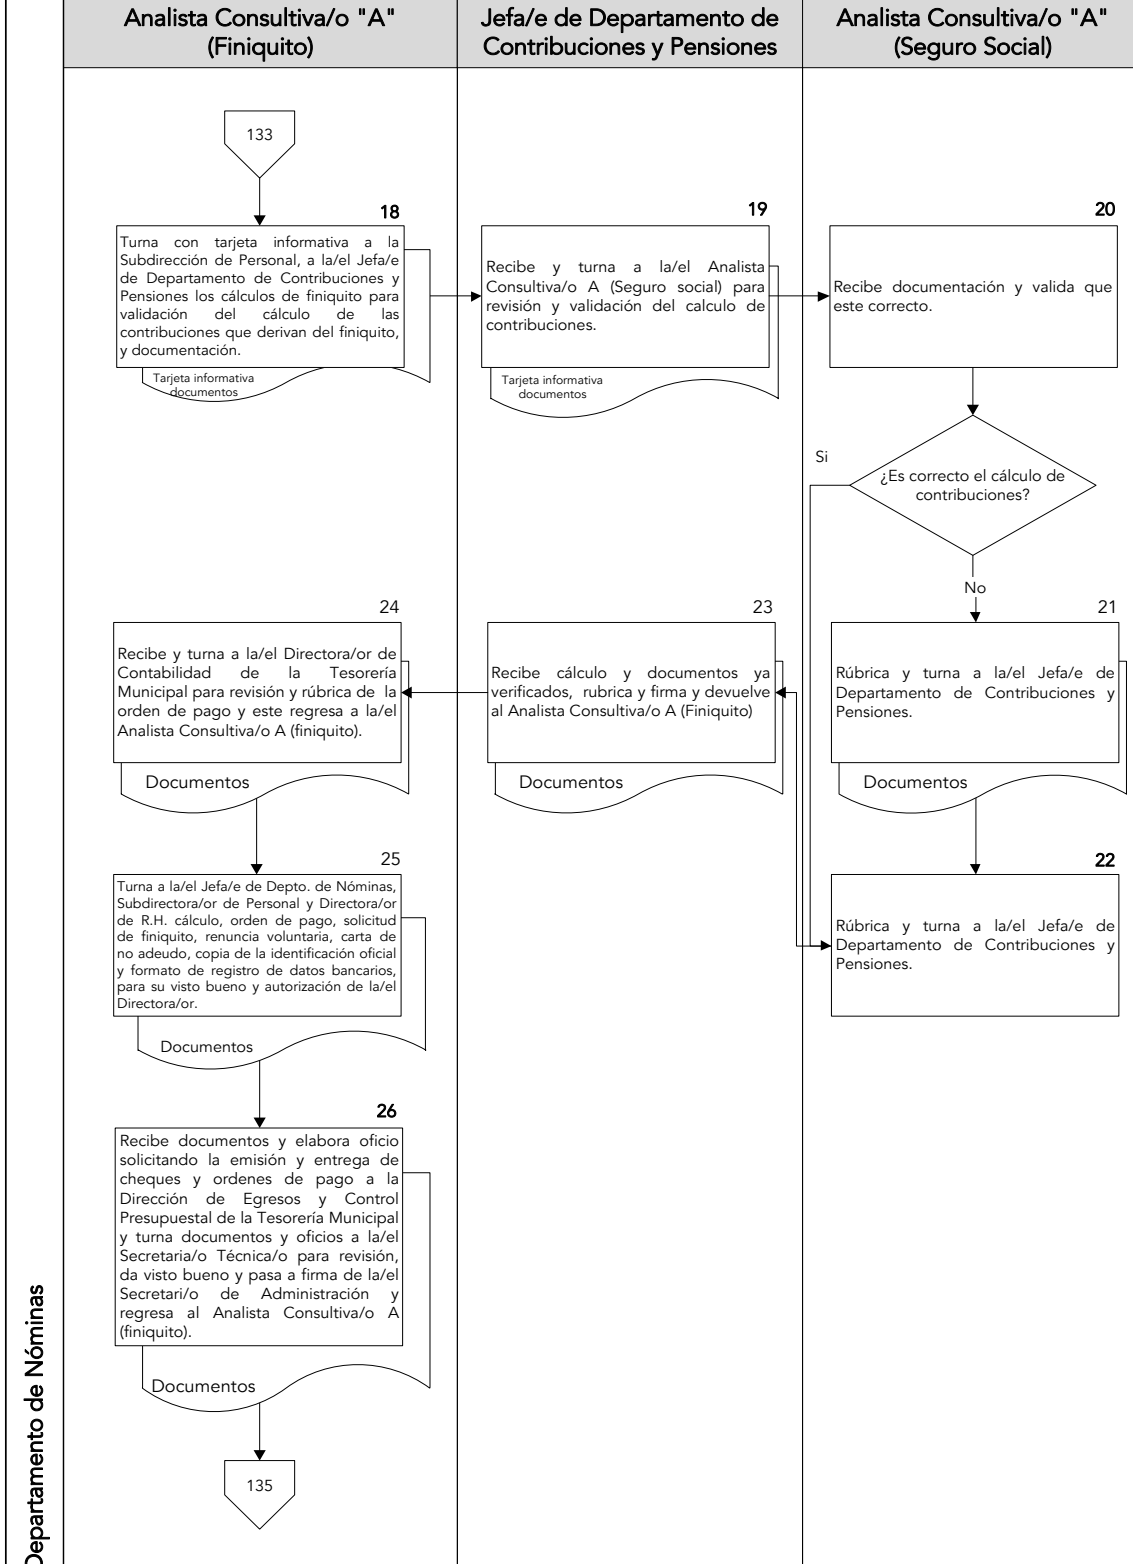 Analista Consultiva/o "A"
(Finiquito)
Jefa/e de Departamento de
Contribuciones y Pensiones
Analista Consultiva/o "A"
(Seguro Social)
133
18
Turna con tarjeta informativa a la
Subdirección de Personal, a la/el Jefa/e
de Departamento de Contribuciones y
Pensiones los cálculos de finiquito para
validación del cálculo de las
contribuciones que derivan del finiquito,
y documentación.
Tarjeta informativa
documentos
19
Recibe y turna a la/el Analista
Consultiva/o A (Seguro social) para
revisión y validación del calculo de
contribuciones.
Tarjeta informativa
documentos
20
Recibe documentación y valida que
este correcto.
Si
¿Es correcto el cálculo de
contribuciones?
No
21
Rúbrica y turna a la/el Jefa/e de
Departamento de Contribuciones y
Pensiones.
Documentos
22
Rúbrica y turna a la/el Jefa/e de
Departamento de Contribuciones y
Pensiones.
23
Recibe cálculo y documentos ya
verificados, rubrica y firma y devuelve
al Analista Consultiva/o A (Finiquito)
Documentos
24
Recibe y turna a la/el Directora/or de
Contabilidad de la Tesorería
Municipal para revisión y rúbrica de la
orden de pago y este regresa a la/el
Analista Consultiva/o A (finiquito).
Documentos
25
Turna a la/el Jefa/e de Depto. de Nóminas,
Subdirectora/or de Personal y Directora/or
de R.H. cálculo, orden de pago, solicitud
de finiquito, renuncia voluntaria, carta de
no adeudo, copia de la identificación oficial
y formato de registro de datos bancarios,
para su visto bueno y autorización de la/el
Directora/or.
Documentos
26
Recibe documentos y elabora oficio
solicitando la emisión y entrega de
cheques y ordenes de pago a la
Dirección de Egresos y Control
Presupuestal de la Tesorería Municipal
y turna documentos y oficios a la/el
Secretaria/o Técnica/o para revisión,
da visto bueno y pasa a firma de la/el
Secretari/o de Administración y
regresa al Analista Consultiva/o A
(finiquito).
Documentos
135
Departamento de Nóminas